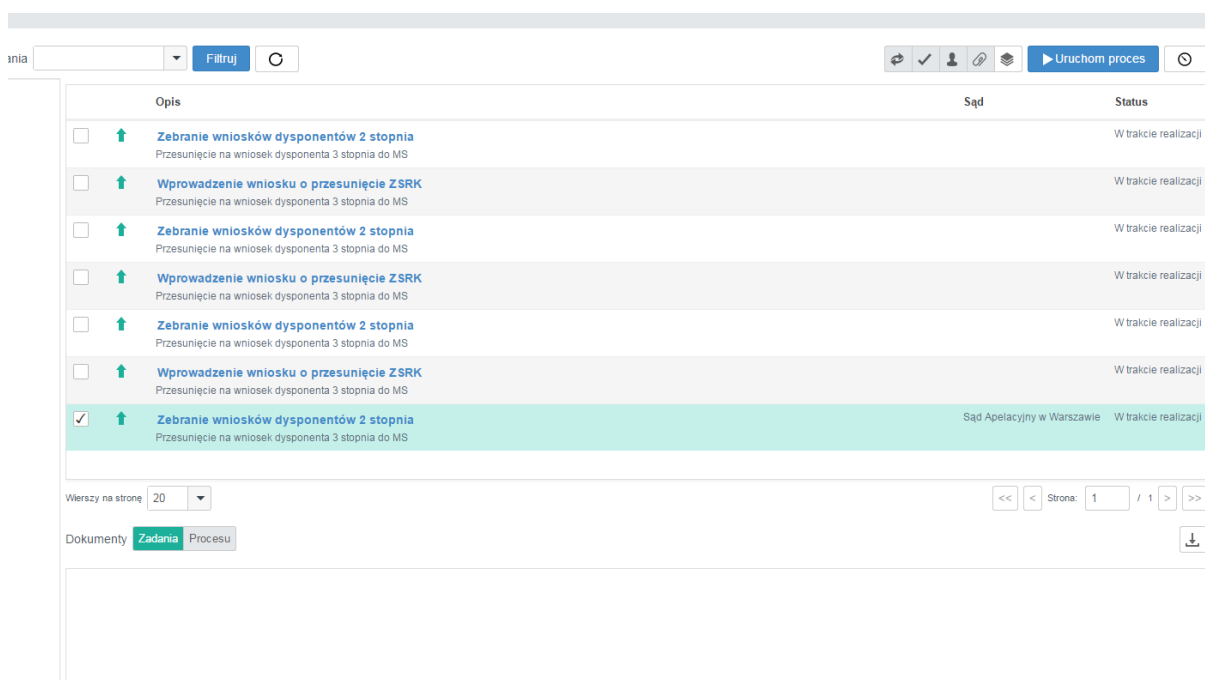 ania Filtruj Uruchom proces
Opis Sąd Status
Zebranie wniosków dysponentów 2 stopnia W trakcie realizacji
Przesunięcie na wniosek dysponenta 3 stopnia do MS
Wprowadzenie wniosku o przesunięcie ZSRK W trakcie realizacji
Przesunięcie na wniosek dysponenta 3 stopnia do MS
Zebranie wniosków dysponentów 2 stopnia W trakcie realizacji
Przesunięcie na wniosek dysponenta 3 stopnia do MS
Wprowadzenie wniosku o przesunięcie ZSRK W trakcie realizacji
Przesunięcie na wniosek dysponenta 3 stopnia do MS
Zebranie wniosków dysponentów 2 stopnia W trakcie realizacji
Przesunięcie na wniosek dysponenta 3 stopnia do MS
Wprowadzenie wniosku o przesunięcie ZSRK W trakcie realizacji
Przesunięcie na wniosek dysponenta 3 stopnia do MS
Zebranie wniosków dysponentów 2 stopnia Sąd Apelacyjny w Warszawie W trakcie realizacji
Przesunięcie na wniosek dysponenta 3 stopnia do MS
Wierszy na stronę 20 << < Strona: 1 / 1 > >>
Dokumenty Zadania Procesu